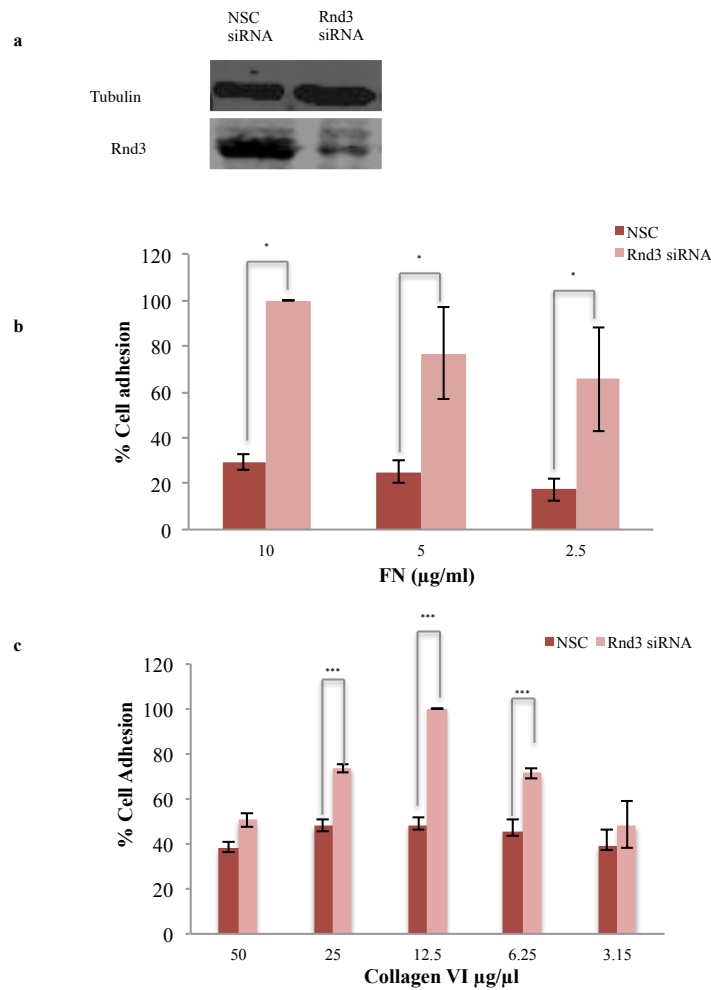 a
NSC siRNA
Rnd3 siRNA
Tubulin
Rnd3
b
NSC
Rnd3 siRNA
% Cell adhesion
120
100
80
60
40
20
0
*
*
*
10 5 2.5
FN (µg/ml)
c
NSC Rnd3 siRNA
% Cell Adhesion
120
100
80
60
40
20
0
***
***
***
50 25 12.5 6.25 3.15
Collagen VI µg/µl